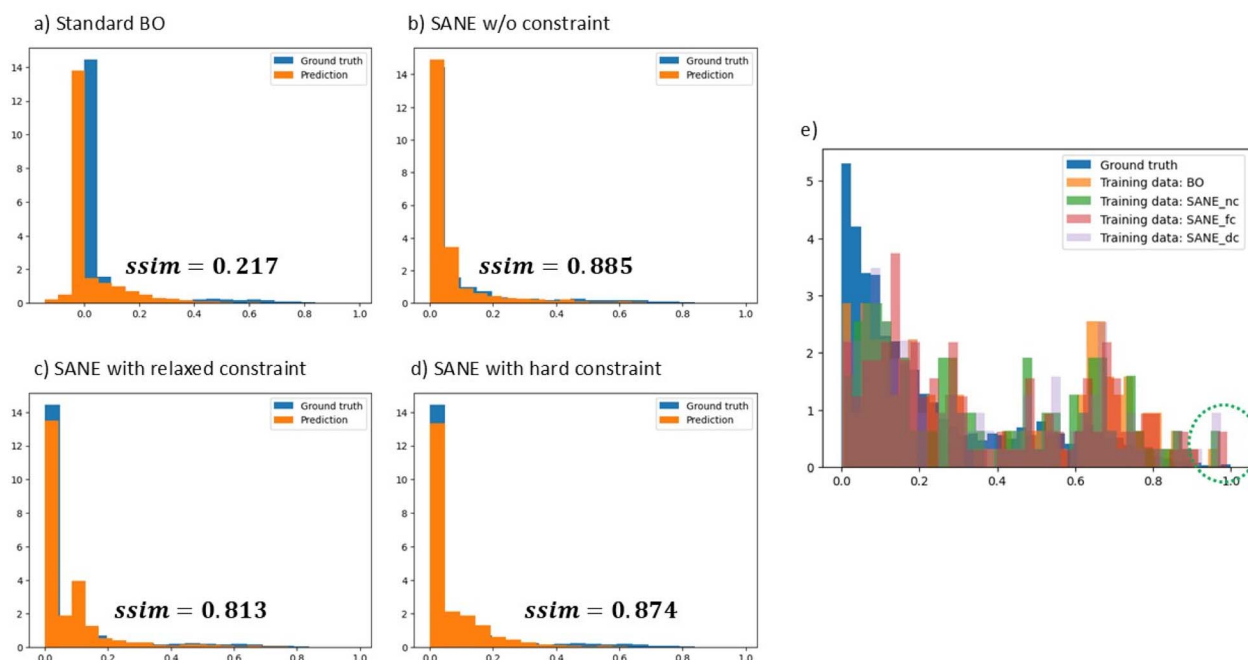 a) Standard BO
Ground truth
Prediction
14
12
10
8
6
4
2
0
ssim = 0.217
0.0 0.2 0.4 0.6 0.8 1.0
b) SANE w/o constraint
Ground truth
Prediction
14
12
10
8
6
4
2
0
ssim = 0.885
0.0 0.2 0.4 0.6 0.8 1.0
c) SANE with relaxed constraint
Ground truth
Prediction
14
12
10
8
6
4
2
0
ssim = 0.813
0.0 0.2 0.4 0.6 0.8 1.0
d) SANE with hard constraint
Ground truth
Prediction
14
12
10
8
6
4
2
0
ssim = 0.874
0.0 0.2 0.4 0.6 0.8 1.0
e)
Ground truth
Training data: BO
Training data: SANE_nc
Training data: SANE_fc
Training data: SANE_dc
5
4
3
2
1
0
0.0 0.2 0.4 0.6 0.8 1.0